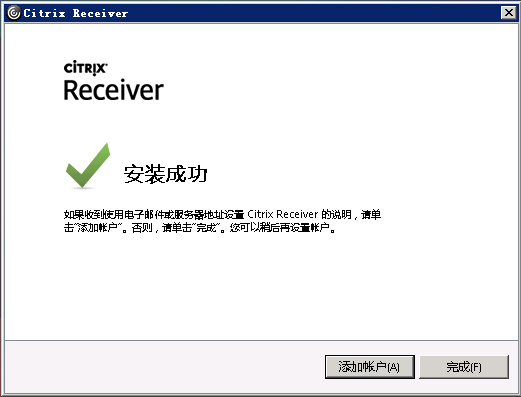 Citrix Receiver
CİTRIX
Receiver
安装成功
如果收到使用电子邮件或服务器地址设置 Citrix Receiver 的说明，请单
击“添加帐户”。否则，请单击“完成”。您可以稍后再设置帐户。
添加帐户(A)
完成(F)